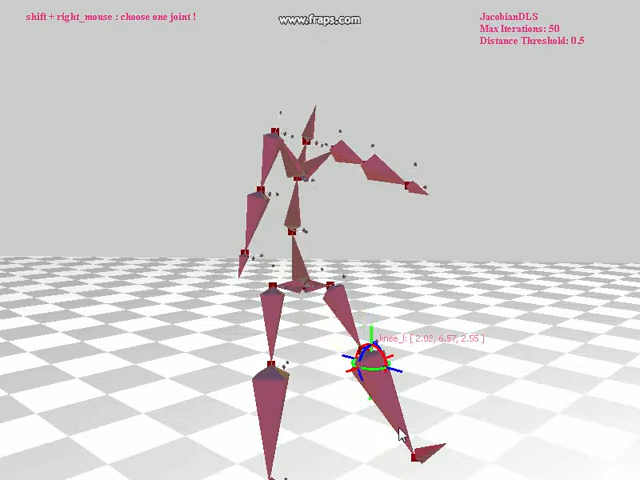 shift + right_mouse : choose one joint !
www.fraps.com
JacobianDLS
Max Iterations: 50
Distance Threshold: 0.5
knee_l: [ 2.02, 6.57, 2.55 ]